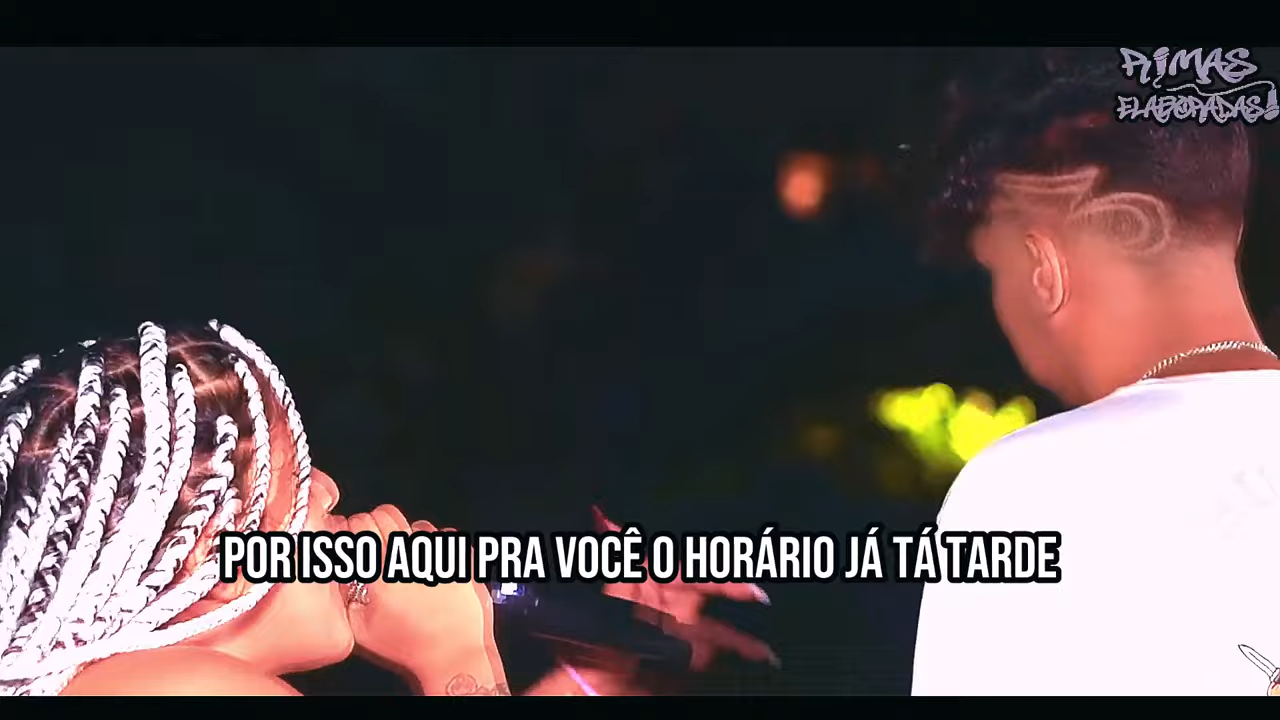 RIMAS
ELABORADAS!
POR ISSO AQUI PRA VOCÊ O HORÁRIO JÁ TÁ TARDE